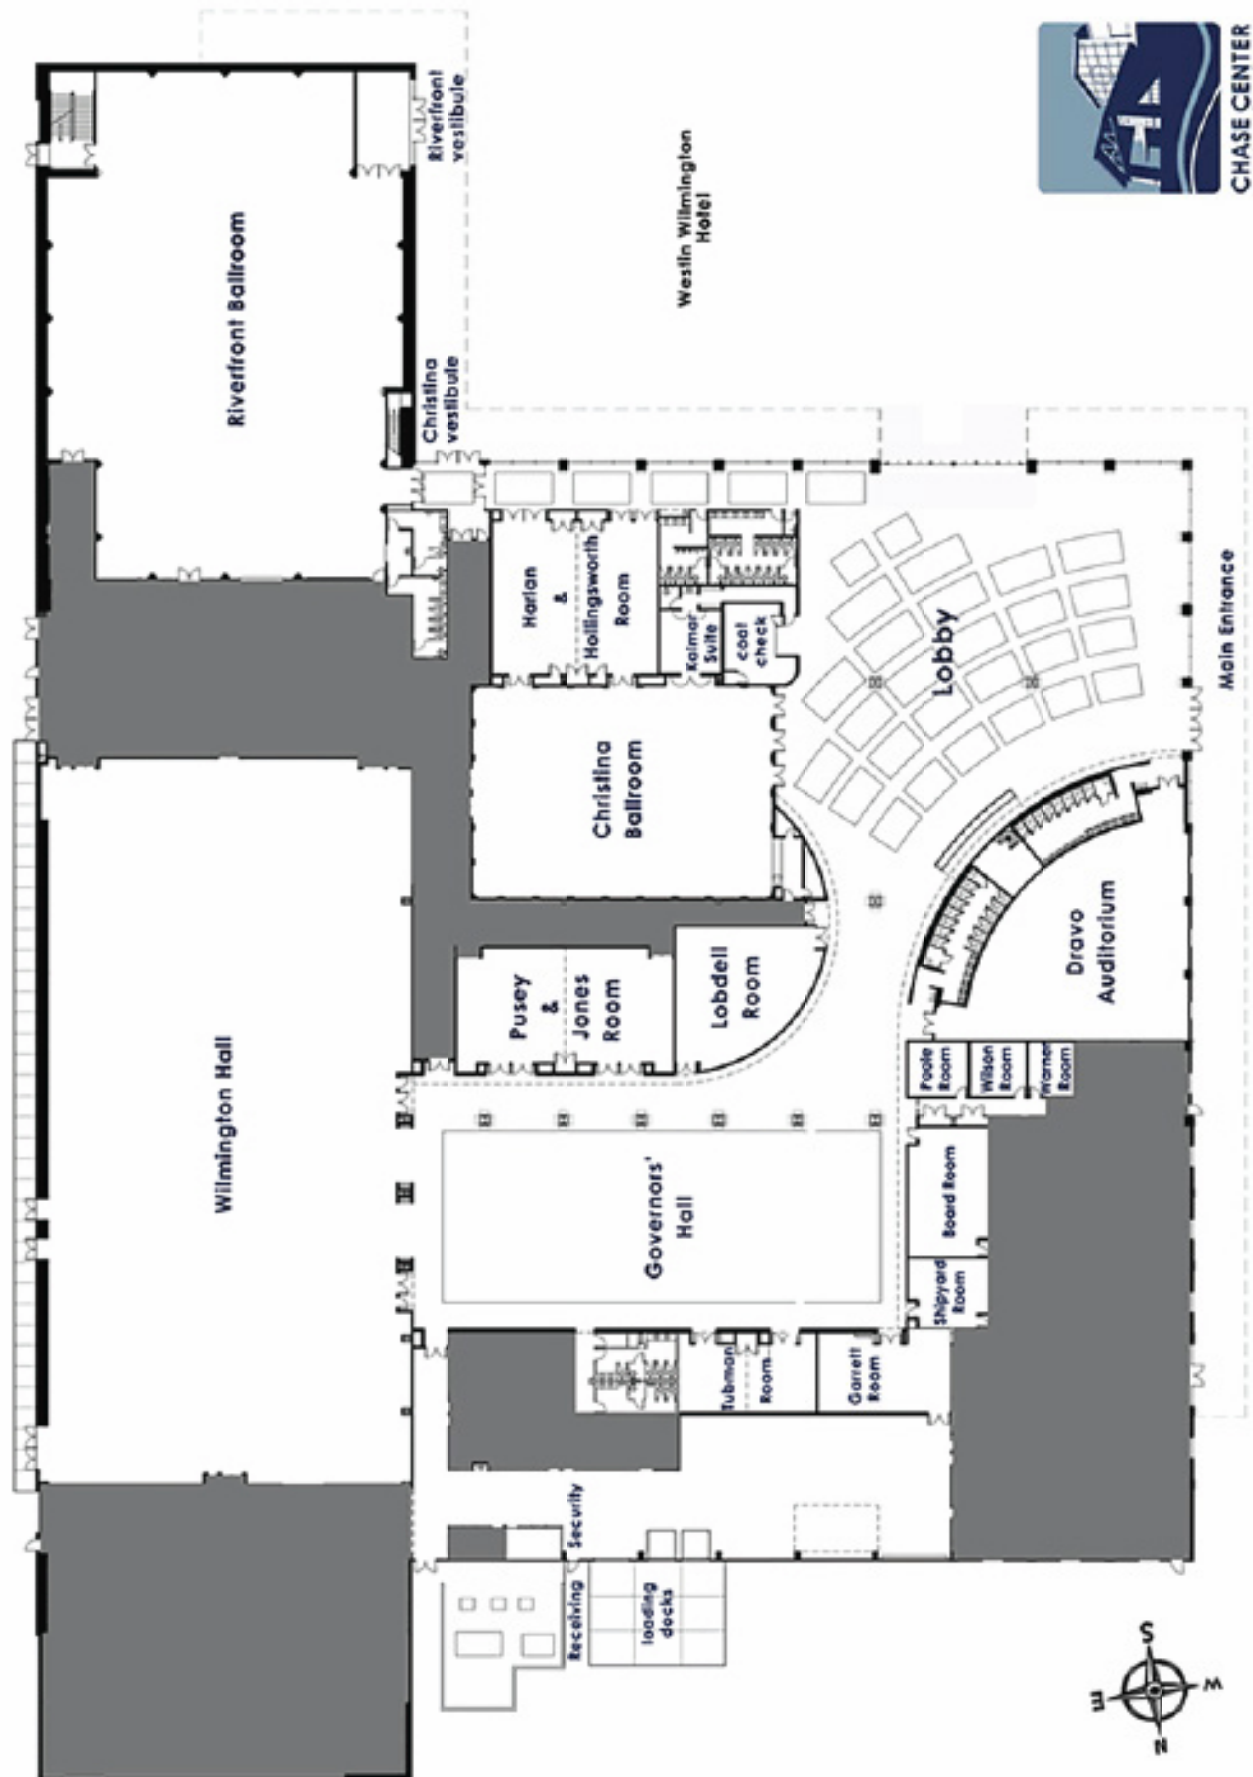 CHASE CENTER
Riverfront
vestibule
Westin Wilmington
Hotel
Riverfront Ballroom
Christina
vestibule
Main Entrance
Harlan
&
Hollingsworth
Room
Kalmar
Suite
coat
check
Lobby
Christina
Ballroom
Dravo
Auditorium
Lobdell
Room
Pusey
&
Jones
Room
Wilmington Hall
Poole
Room
Wilson
Room
Warner
Room
Board Room
Governors'
Hall
Shipyard
Room
Tubman
Room
Garrett
Room
Security
Receiving
loading
docks
S
E
W
N